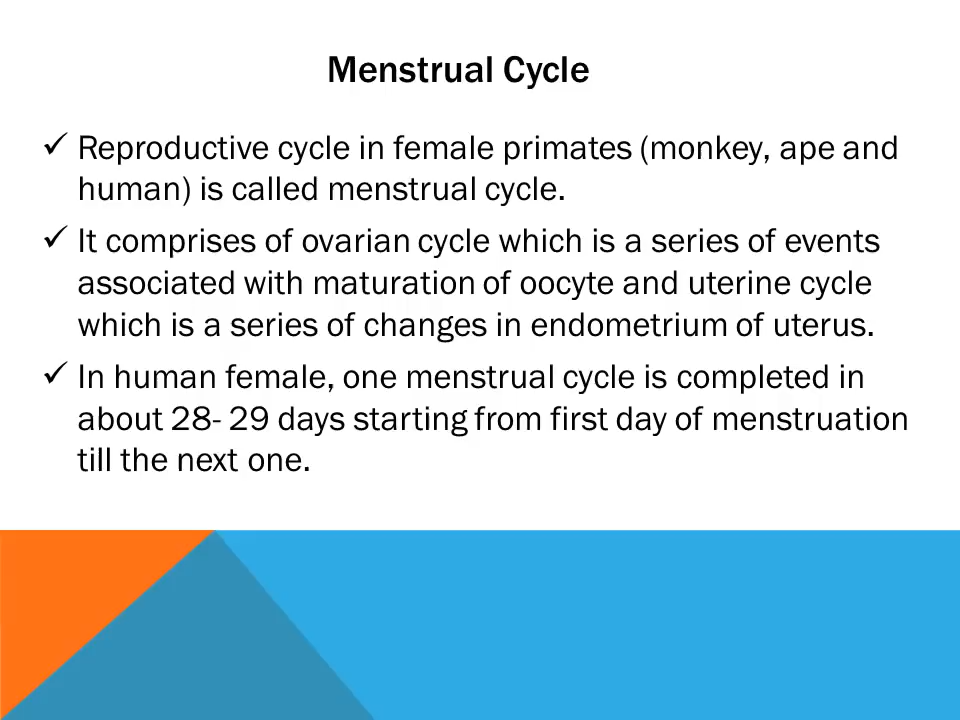 Menstrual Cycle
✓ Reproductive cycle in female primates (monkey, ape and
human) is called menstrual cycle.
✓ It comprises of ovarian cycle which is a series of events
associated with maturation of oocyte and uterine cycle
which is a series of changes in endometrium of uterus.
✓ In human female, one menstrual cycle is completed in
about 28- 29 days starting from first day of menstruation
till the next one.